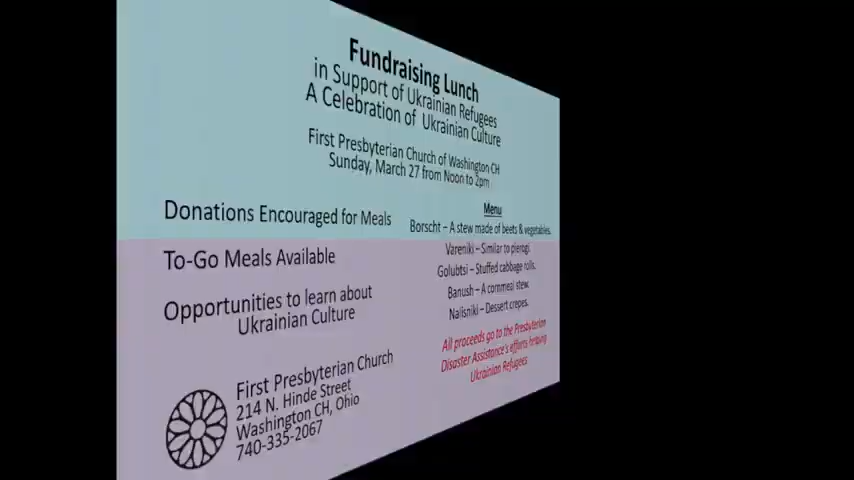 Fundraising Lunch
in Support of Ukrainian Refugees
A Celebration of Ukrainian Culture
First Presbyterian Church of Washington CH
Sunday, March 27 from Noon to 2pm
Donations Encouraged for Meals
To-Go Meals Available
Opportunities to learn about
Ukrainian Culture
First Presbyterian Church
214 N. Hinde Street
Washington CH, Ohio
740-335-2067
Menu
Borscht – A stew made of beets & vegetables.
Vareniki – Similar to pierogi.
Golubtsi – Stuffed cabbage rolls.
Banush – A cornmeal stew.
Nalisniki – Dessert crepes.
All proceeds go to the Presbyterian
Disaster Assistance's efforts helping
Ukrainian Refugees